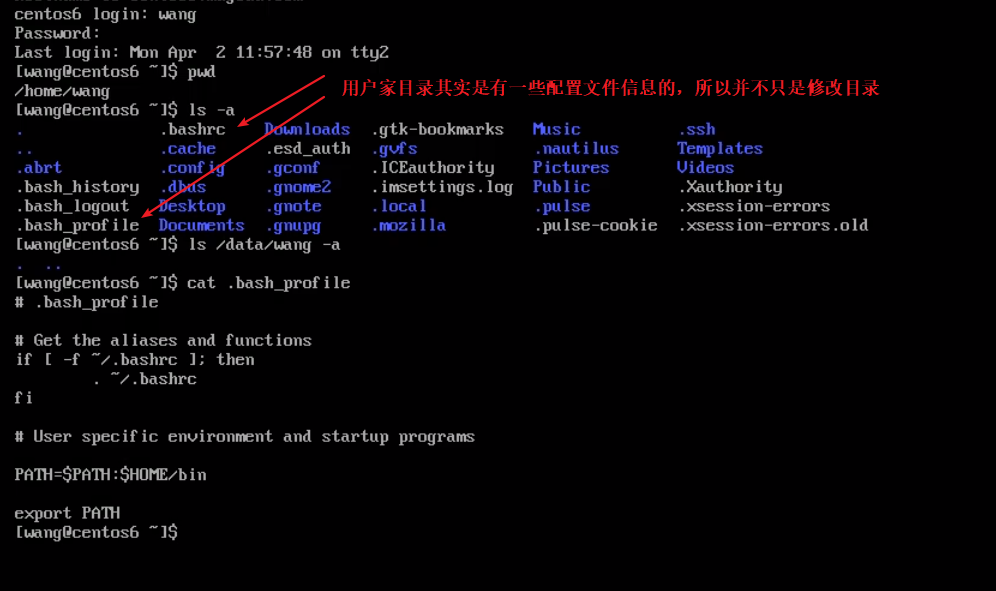 centos6 login: wang
Password:
Last login: Mon Apr  2 11:57:48 on tty2
[wang@centos6 ~]$ pwd
/home/wang
用户家目录其实是有一些配置文件信息的，所以并不只是修改目录
[wang@centos6 ~]$ ls -a
.              .bashrc    Downloads  .gtk-bookmarks   Music          .ssh
..             .cache     .esd_auth  .gvfs            .nautilus      Templates
.abrt          .config    .gconf     .ICEauthority    Pictures       Videos
.bash_history  .dbus      .gnome2    .imsettings.log  Public         .Xauthority
.bash_logout   Desktop    .gnote     .local           .pulse         .xsession-errors
.bash_profile  Documents  .gnupg     .mozilla         .pulse-cookie  .xsession-errors.old
[wang@centos6 ~]$ ls /data/wang -a
.  ..
[wang@centos6 ~]$ cat .bash_profile
# .bash_profile
# Get the aliases and functions
if [ -f ~/.bashrc ]; then
        . ~/.bashrc
fi
# User specific environment and startup programs
PATH=$PATH:$HOME/bin
export PATH
[wang@centos6 ~]$